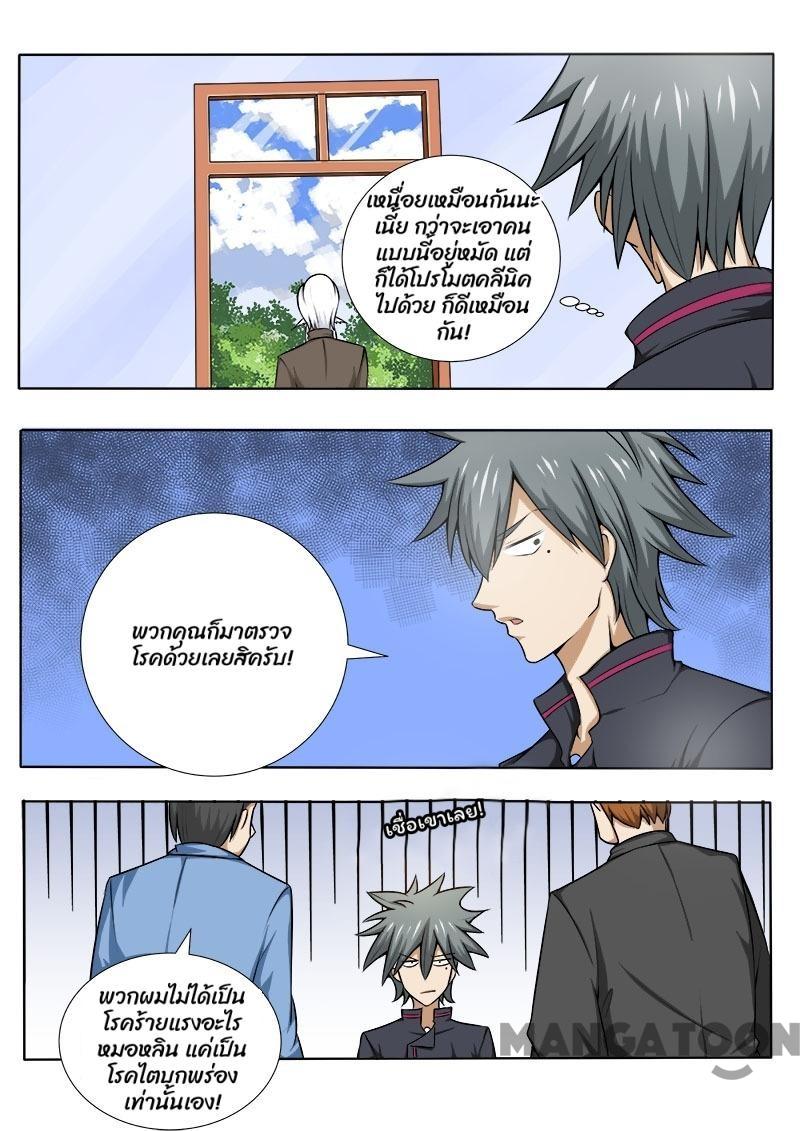 เหนื่อยเหมือนกันนะ
เนี้ย กว่าจะเอาคน
แบบนี้อยู่หมัด แต่
ก็ได้โปรโมตคลีนิค
ไปด้วย ก็ดีเหมือน
กัน!
พวกคุณก็มาตรวจ
โรคด้วยเลยสิครับ!
เชื่อเขาเลย!
พวกผมไม่ได้เป็น
โรคร้ายแรงอะไร
หมอหลิน แค่เป็น
โรคไตบกพร่อง
เท่านั้นเอง!
MANGATOON